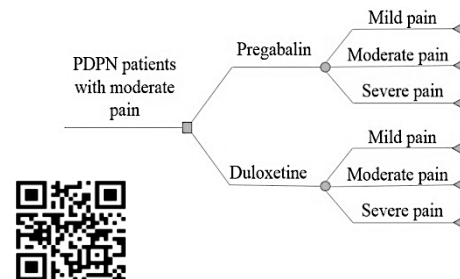 PDPN patients
with moderate
pain
Pregabalin
Mild pain
Moderate pain
Severe pain
Duloxetine
Mild pain
Moderate pain
Severe pain